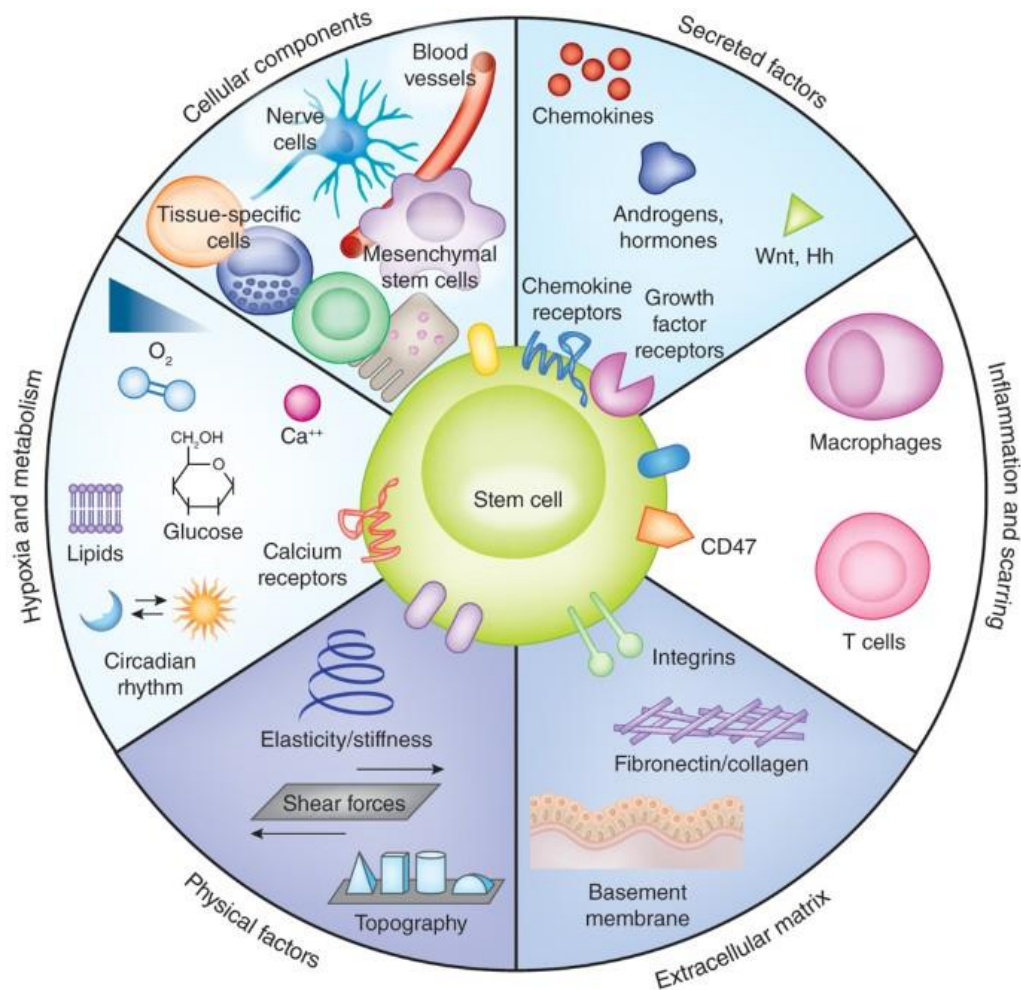 Cellular components
Blood
vessels
Nerve
cells
Tissue-specific
cells
Mesenchymal
stem cells
Secreted factors
Chemokines
Androgens,
hormones
Wnt, Hh
Chemokine
receptors
Growth
factor
receptors
Inflammation and scarring
Macrophages
CD47
T cells
Extracellular matrix
Integrins
Fibronectin/collagen
Basement
membrane
Physical factors
Elasticity/stiffness
Shear forces
Topography
Hypoxia and metabolism
O₂
Ca⁺⁺
CH₂OH
O
Glucose
Lipids
Calcium
receptors
Circadian
rhythm
Stem cell